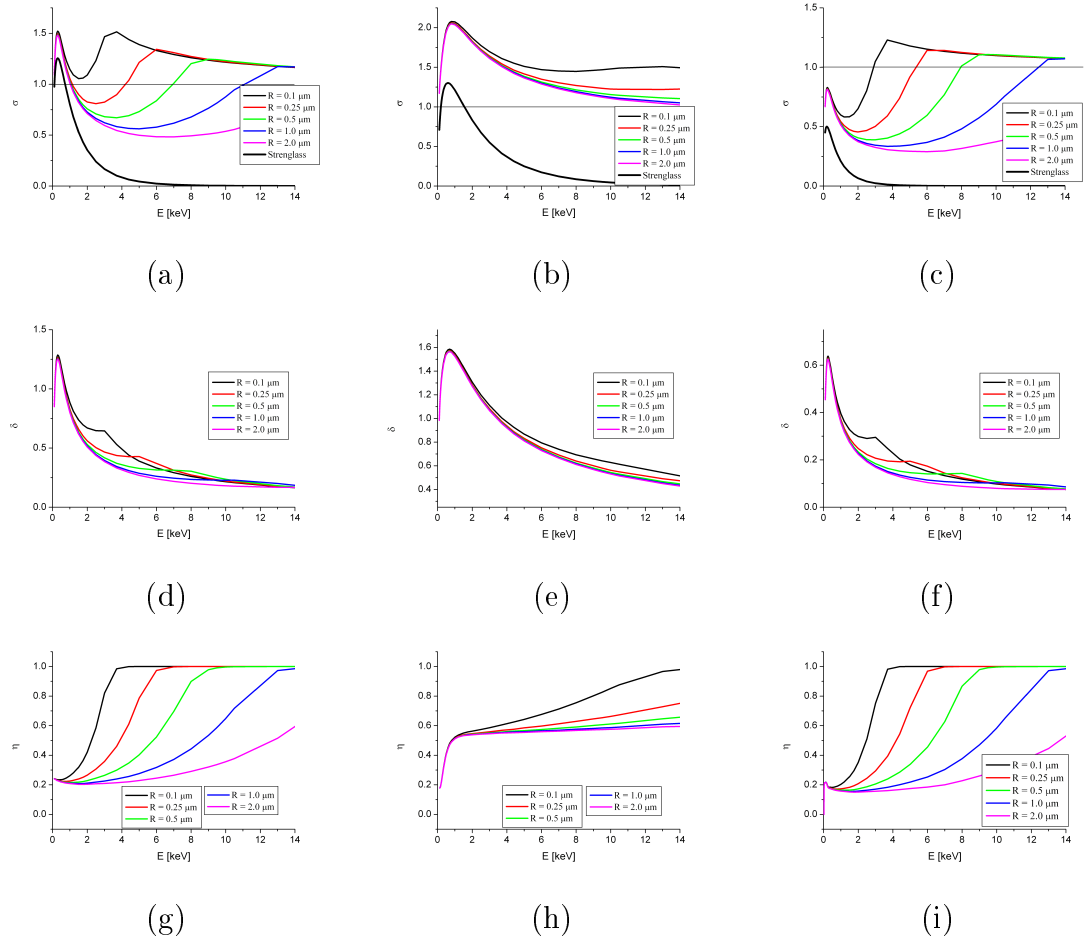 σ
1.5
1.0
0.5
0.0
R = 0.1 μm
R = 0.25 μm
R = 0.5 μm
R = 1.0 μm
R = 2.0 μm
Strenglass
0 2 4 6 8 10 12 14
E [keV]
(a)
σ
2.0
1.5
1.0
0.5
0.0
R = 0.1 μm
R = 0.25 μm
R = 0.5 μm
R = 1.0 μm
R = 2.0 μm
Strenglass
0 2 4 6 8 10 12 14
E [keV]
(b)
σ
1.5
1.0
0.5
0.0
R = 0.1 μm
R = 0.25 μm
R = 0.5 μm
R = 1.0 μm
R = 2.0 μm
Strenglass
0 2 4 6 8 10 12 14
E [keV]
(c)
δ
1.5
1.0
0.5
0.0
R = 0.1 μm
R = 0.25 μm
R = 0.5 μm
R = 1.0 μm
R = 2.0 μm
0 2 4 6 8 10 12 14
E [keV]
(d)
δ
1.6
1.4
1.2
1.0
0.8
0.6
0.4
R = 0.1 μm
R = 0.25 μm
R = 0.5 μm
R = 1.0 μm
R = 2.0 μm
0 2 4 6 8 10 12 14
E [keV]
(e)
δ
0.6
0.4
0.2
0.0
R = 0.1 μm
R = 0.25 μm
R = 0.5 μm
R = 1.0 μm
R = 2.0 μm
0 2 4 6 8 10 12 14
E [keV]
(f)
η
1.0
0.8
0.6
0.4
0.2
0.0
R = 0.1 μm
R = 0.25 μm
R = 0.5 μm
R = 1.0 μm
R = 2.0 μm
0 2 4 6 8 10 12 14
E [keV]
(g)
η
1.0
0.8
0.6
0.4
0.2
0.0
R = 0.1 μm
R = 0.25 μm
R = 0.5 μm
R = 1.0 μm
R = 2.0 μm
0 2 4 6 8 10 12 14
E [keV]
(h)
η
1.0
0.8
0.6
0.4
0.2
0.0
R = 0.1 μm
R = 0.25 μm
R = 0.5 μm
R = 1.0 μm
R = 2.0 μm
0 2 4 6 8 10 12 14
E [keV]
(i)